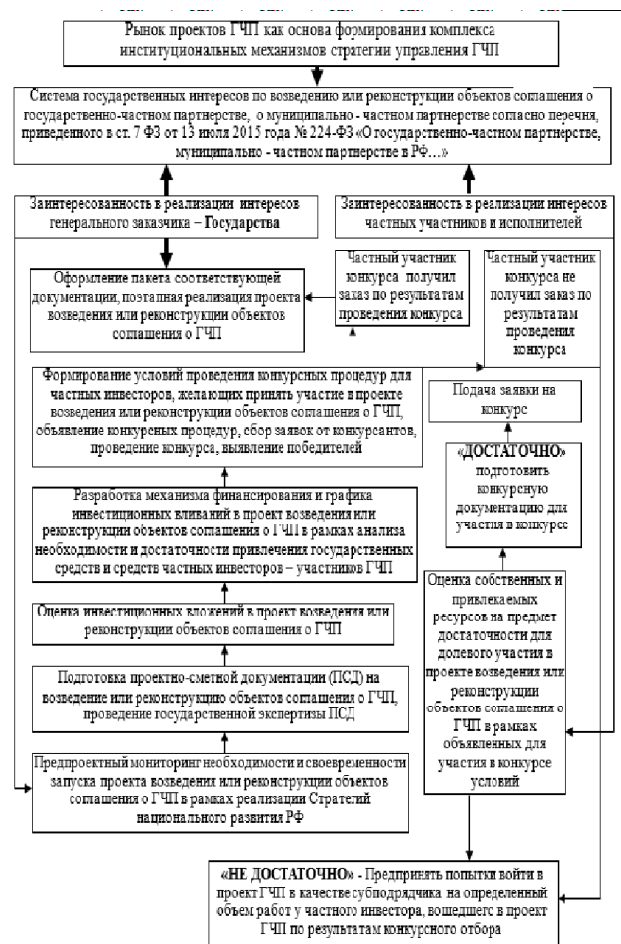 Рынок проектов ГЧП как основа формирования комплекса
институциональных механизмов стратегии управления ГЧП
Система государственных интересов по возведению или реконструкции объектов соглашения о
государственно-частном партнерстве, о муниципально - частном партнерстве согласно перечня,
приведенного в ст. 7 ФЗ от 13 июля 2015 года № 224-ФЗ «О государственно-частном партнерстве,
муниципально - частном партнерстве в РФ…»
Заинтересованность в реализации интересов
генерального заказчика – Государства
Заинтересованность в реализации интересов
частных участников и исполнителей
Оформление пакета соответствующей
документации, поэтапная реализация проекта
возведения или реконструкции объектов
соглашения о ГЧП
Частный участник
конкурса получил
заказ по результатам
проведения конкурса
Частный участник
конкурса не
получил заказ по
результатам
проведения
конкурса
Формирование условий проведения конкурсных процедур для
частных инвесторов, желающих принять участие в проекте
возведения или реконструкции объектов соглашения о ГЧП,
объявление конкурсных процедур, сбор заявок от конкурсантов,
проведение конкурса, выявление победителей
Подача заявки на
конкурс
«ДОСТАТОЧНО»
подготовить
конкурсную
документацию для
участия в конкурсе
Разработка механизма финансирования и графика
инвестиционных вливаний в проект возведения или
реконструкции объектов соглашения о ГЧП в рамках анализа
необходимости и достаточности привлечения государственных
средств и средств частных инвесторов – участников ГЧП
Оценка инвестиционных вложений в проект возведения или
реконструкции объектов соглашения о ГЧП
Оценка собственных и
привлекаемых
ресурсов на предмет
достаточности для
долевого участия в
проекте возведения или
реконструкции
объектов соглашения о
ГЧП в рамках
объявленных для
участия в конкурсе
условий
Подготовка проектно-сметной документации (ПСД) на
возведение или реконструкцию объектов соглашения о ГЧП,
проведение государственной экспертизы ПСД
Предпроектный мониторинг необходимости и своевременности
запуска проекта возведения или реконструкции объектов
соглашения о ГЧП в рамках реализации Стратегий
национального развития РФ
«НЕ ДОСТАТОЧНО» - Предпринять попытки войти в
проект ГЧП в качестве субподрядчика на определенный
объем работ у частного инвестора, вошедшего в проект
ГЧП по результатам конкурсного отбора